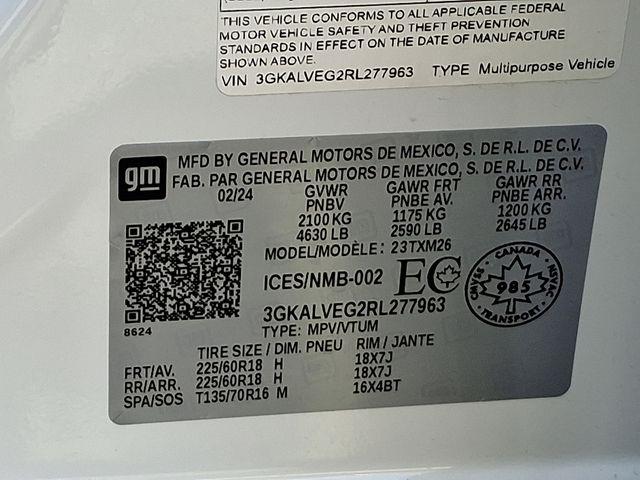 THIS VEHICLE CONFORMS TO ALL APPLICABLE FEDERAL
MOTOR VEHICLE SAFETY AND THEFT PREVENTION
STANDARDS IN EFFECT ON THE DATE OF MANUFACTURE
SHOWN ABOVE.
VIN 3GKALVEG2RL277963 TYPE Multipurpose Vehicle
gm
MFD BY GENERAL MOTORS DE MEXICO, S. DE R.L. DE C.V.
FAB. PAR GENERAL MOTORS DE MEXICO, S. DE R.L. DE C.V.
02/24 GVWR GAWR FRT GAWR RR
PNBV PNBE AV. PNBE ARR.
2100 KG 1175 KG 1200 KG
4630 LB 2590 LB 2645 LB
MODEL/MODÈLE: 23TXM26
ICES/NMB-002 EC
CANADA
CMVSS 985 NSVAC
TRANSPORT
3GKALVEG2RL277963
8624
TYPE: MPV/VTUM
TIRE SIZE / DIM. PNEU RIM / JANTE
FRT/AV. 225/60R18 H 18X7J
RR/ARR. 225/60R18 H 18X7J
SPA/SOS T135/70R16 M 16X4BT